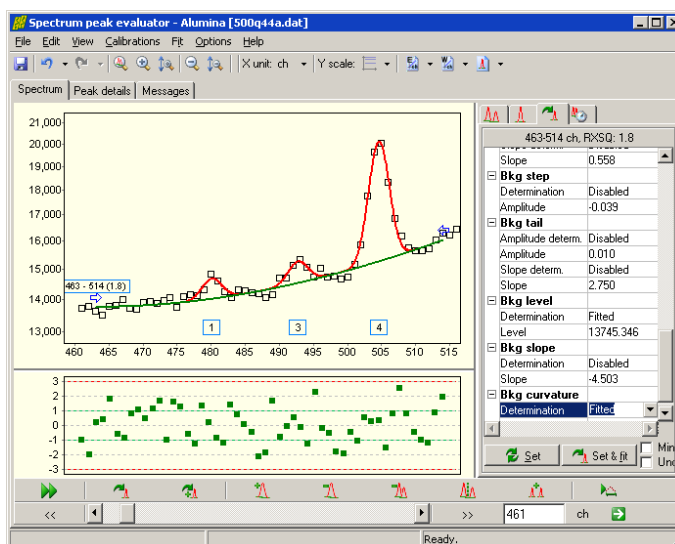 Spectrum peak evaluator - Alumina [500q44a.dat]
File Edit View Calibrations Fit Options Help
X unit: ch Y scale:
Spectrum Peak details Messages
21,000
20,000
19,000
18,000
17,000
16,000
15,000
14,000
13,000
463 - 514 (1.8)
1 3 4
460 465 470 475 480 485 490 495 500 505 510 515
3
2
1
0
-1
-2
-3
463-514 ch, RXSQ: 1.8
Slope determ. Disabled
Slope 0.558
Bkg step
Determination Disabled
Amplitude -0.039
Bkg tail
Amplitude determ. Disabled
Amplitude 0.010
Slope determ. Disabled
Slope 2.750
Bkg level
Determination Fitted
Level 13745.346
Bkg slope
Determination Disabled
Slope -4.503
Bkg curvature
Determination Fitted
Set Set & fit
Min
Und
<< >> 461 ch
Ready.